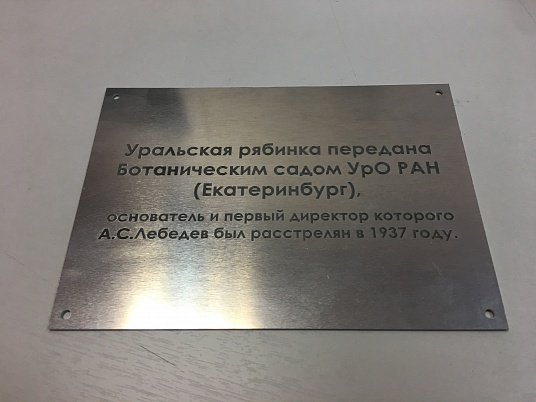 Уральская рябинка передана
Ботаническим садом УрО РАН
(Екатеринбург),
основатель и первый директор которого
А.С.Лебедев был расстрелян в 1937 году.